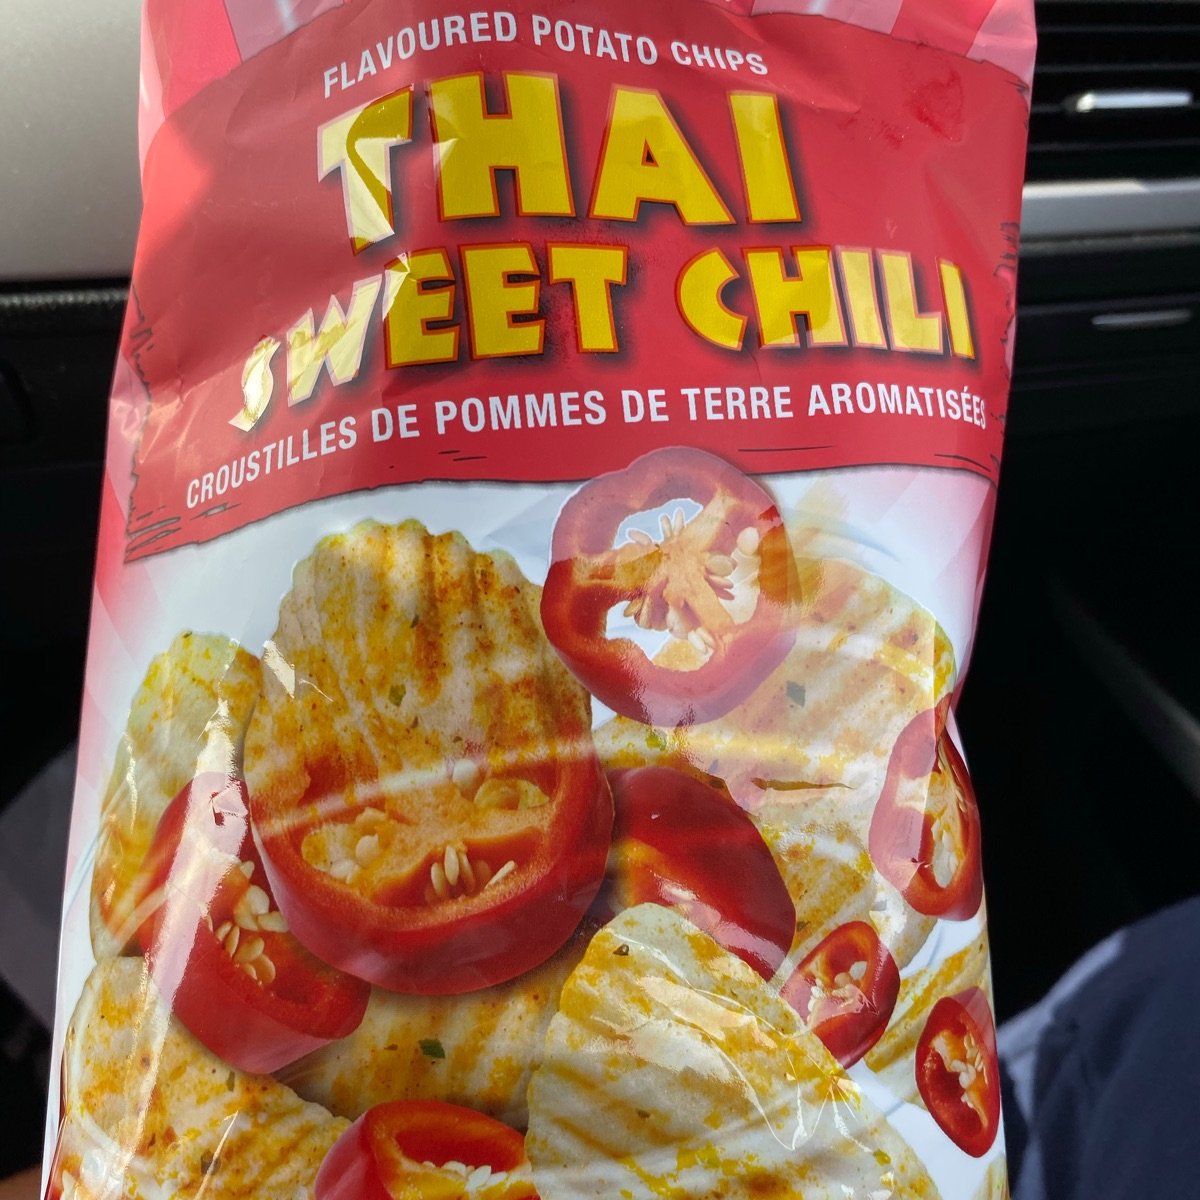 FLAVOURED POTATO CHIPS
THAI
SWEET CHILI
CROUSTILLES DE POMMES DE TERRE AROMATISÉES